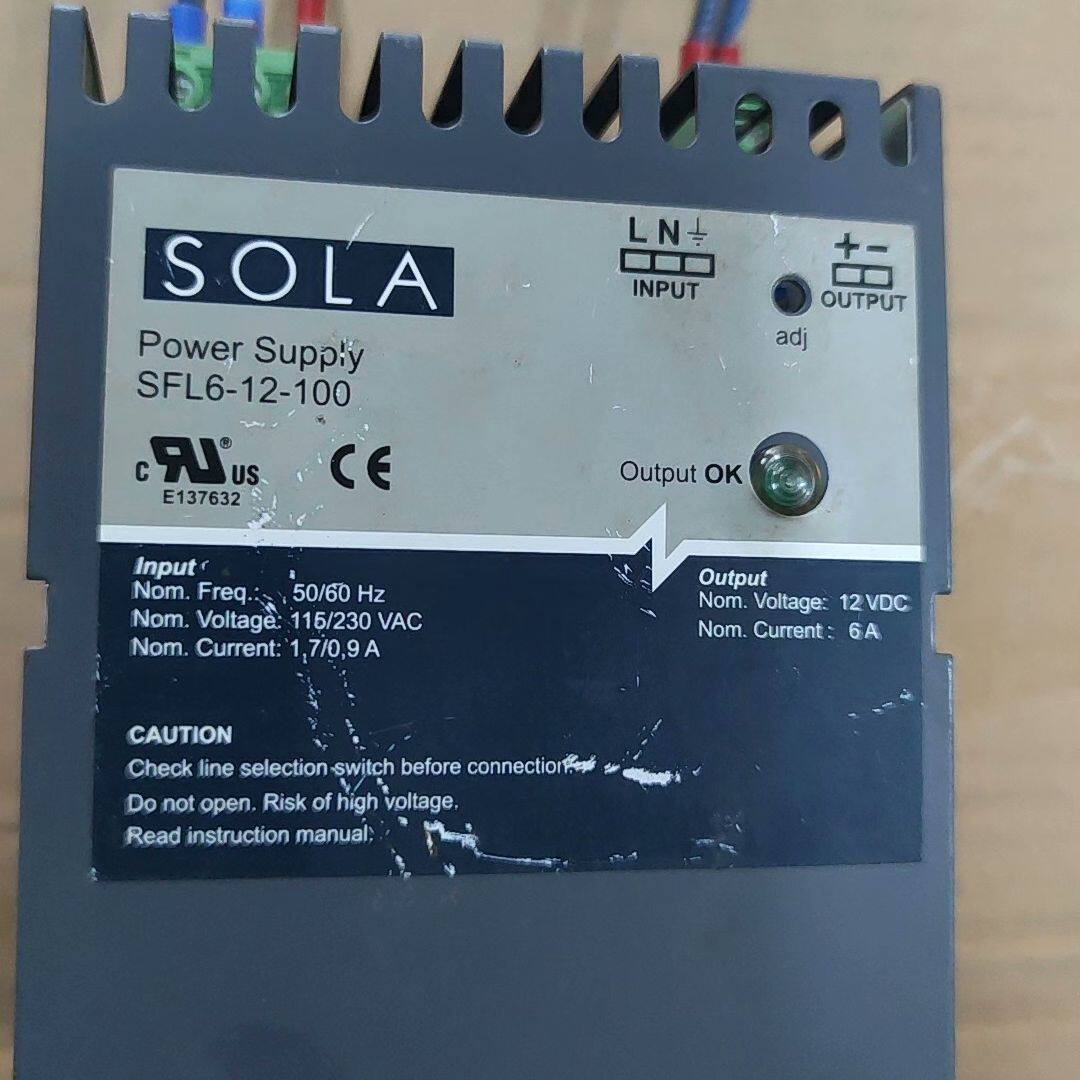 SOLA
Power Supply
SFL6-12-100
L N
INPUT
adj
+ -
OUTPUT
c RU ® US
E137632
CE
Output OK
Input
Nom. Freq.: 50/60 Hz
Nom. Voltage: 115/230 VAC
Nom. Current: 1,7/0,9 A
Output
Nom. Voltage: 12 VDC
Nom. Current: 6 A
CAUTION
Check line selection switch before connection.
Do not open. Risk of high voltage.
Read instruction manual.